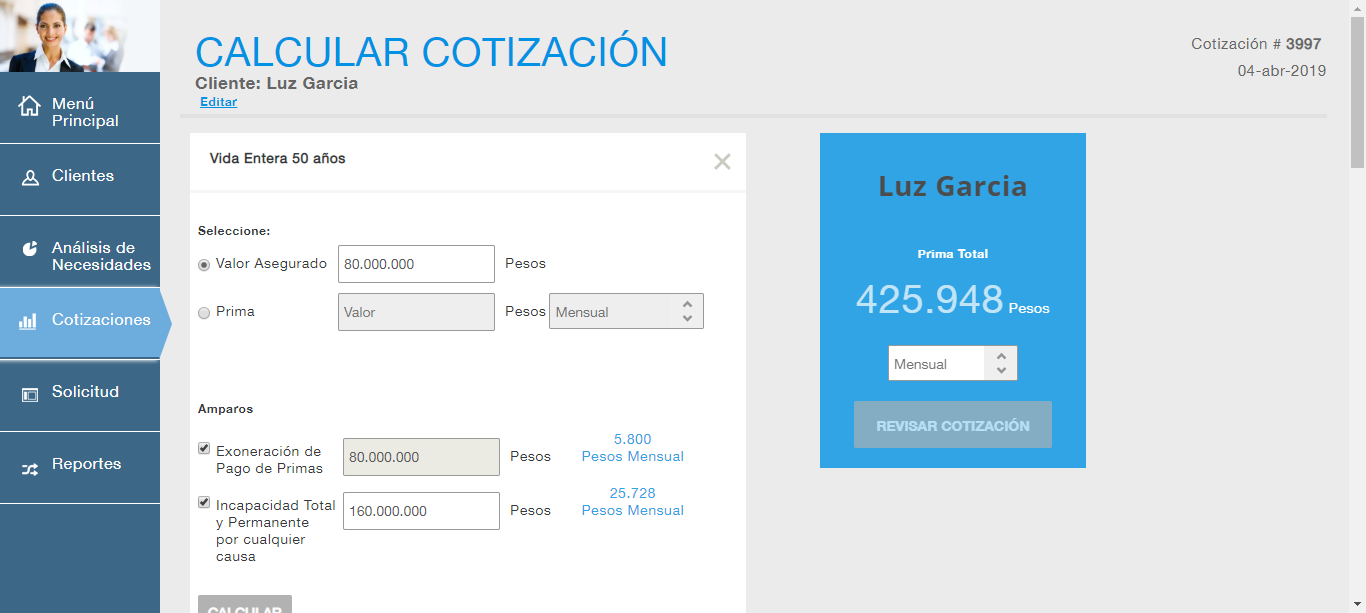 CALCULAR COTIZACIÓN
Cliente: Luz Garcia
Editar
Cotización # 3997
04-abr-2019
Menú
Principal
Clientes
Análisis de
Necesidades
Cotizaciones
Solicitud
Reportes
Vida Entera 50 años
Seleccione:
Valor Asegurado 80.000.000 Pesos
Prima Valor Pesos Mensual
Amparos
Exoneración de
Pago de Primas
80.000.000 Pesos
5.800
Pesos Mensual
Incapacidad Total
y Permanente
por cualquier
causa
160.000.000 Pesos
25.728
Pesos Mensual
CALCULAR
Luz Garcia
Prima Total
425.948 Pesos
Mensual
REVISAR COTIZACIÓN